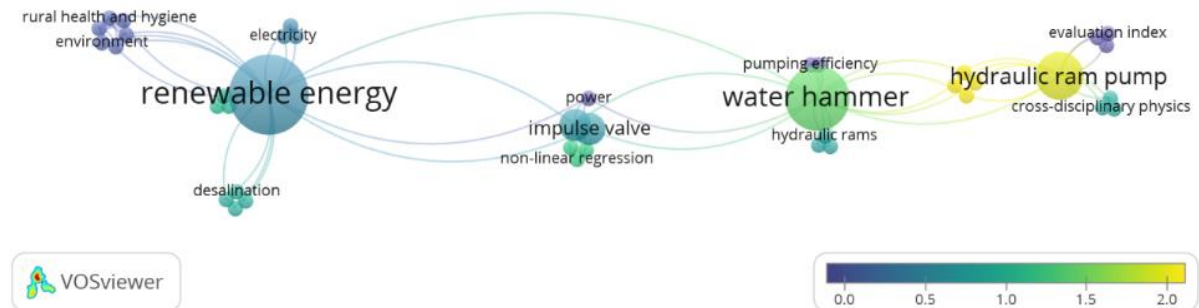 rural health and hygiene
environment
electricity
renewable energy
desalination
power
impulse valve
non-linear regression
pumping efficiency
water hammer
hydraulic rams
evaluation index
hydraulic ram pump
cross-disciplinary physics
VOSviewer
0.0 0.5 1.0 1.5 2.0